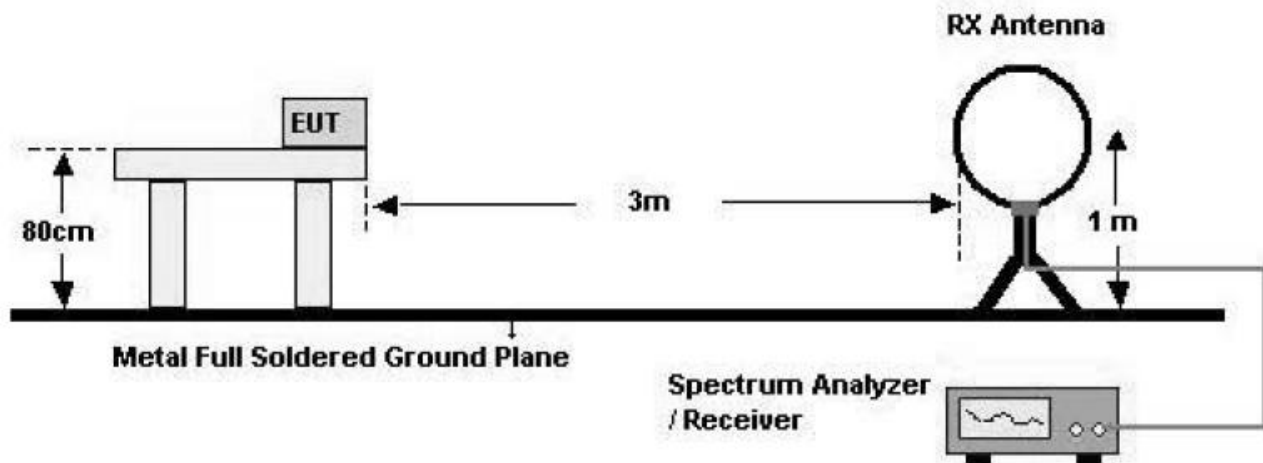 RX Antenna
EUT
3m
80cm
1 m
Metal Full Soldered Ground Plane
Spectrum Analyzer
/ Receiver